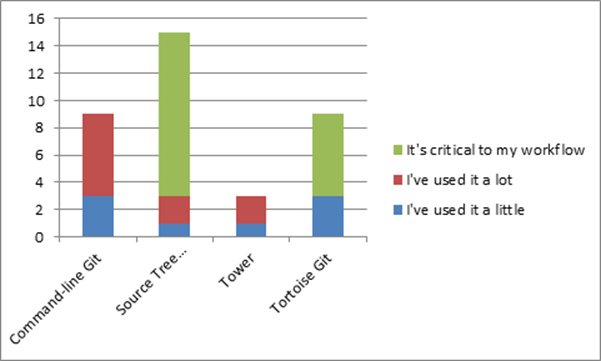 16
14
12
10
8
6
4
2
0
Command-line Git
Source Tree...
Tower
Tortoise Git
It's critical to my workflow
I've used it a lot
I've used it a little